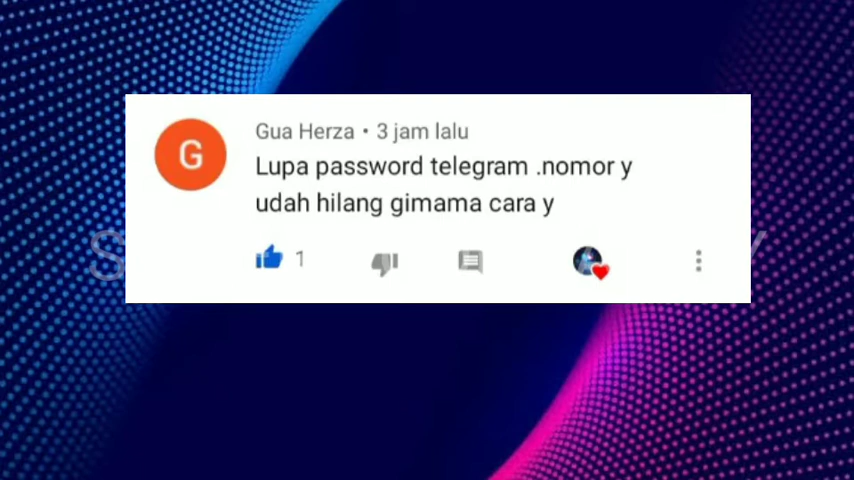 G
Gua Herza • 3 jam lalu
Lupa password telegram .nomor y
udah hilang gimama cara y
1